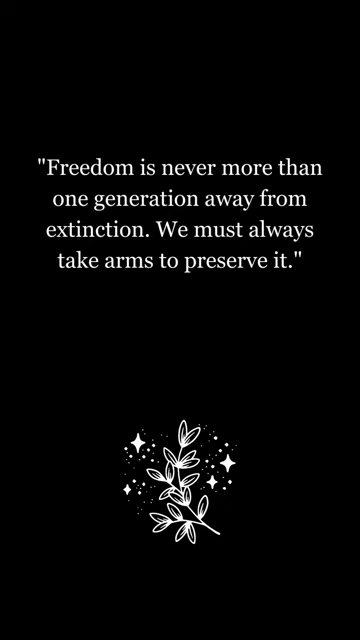 "Freedom is never more than
one generation away from
extinction. We must always
take arms to preserve it."